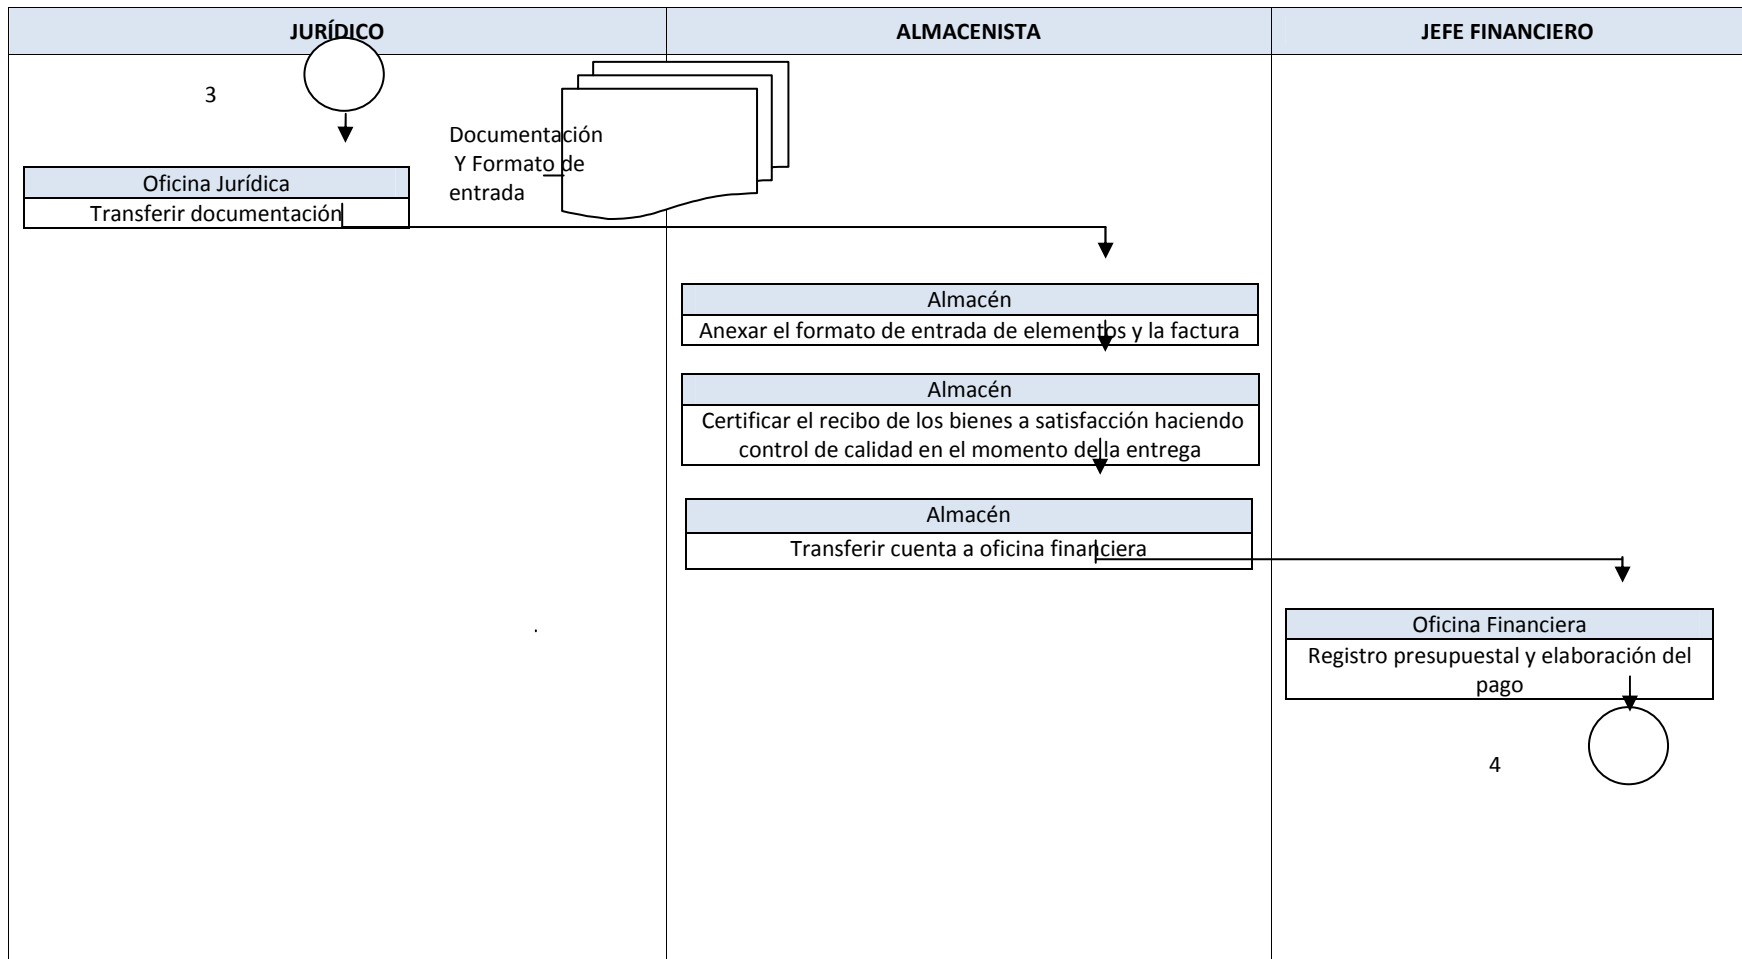 JURÍDICO
ALMACENISTA
JEFE FINANCIERO
3
Documentación
Y Formato de
entrada
Oficina Jurídica
Transferir documentación
Almacén
Anexar el formato de entrada de elementos y la factura
Almacén
Certificar el recibo de los bienes a satisfacción haciendo
control de calidad en el momento de la entrega
Almacén
Transferir cuenta a oficina financiera
.
Oficina Financiera
Registro presupuestal y elaboración del
pago
4